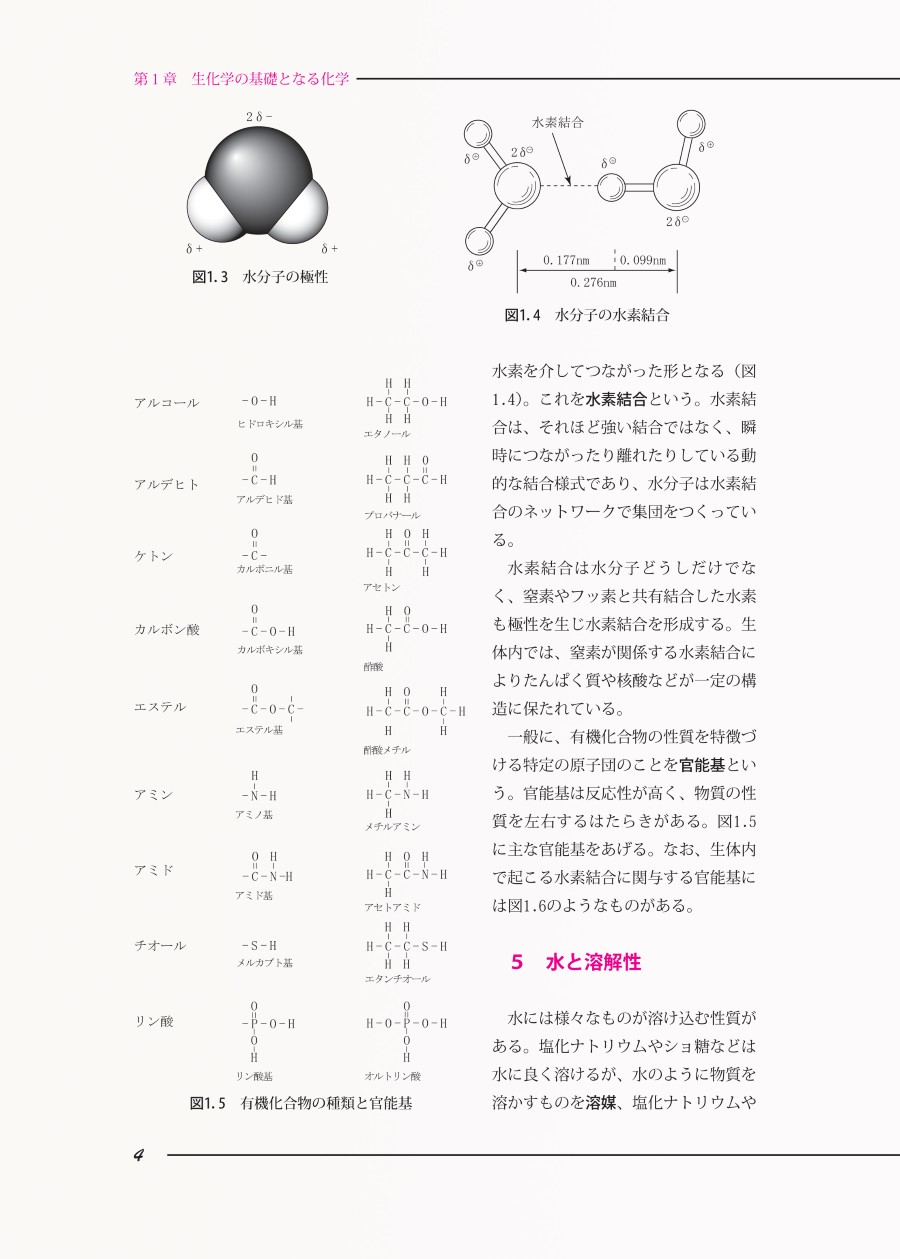 第1章　生化学の基礎となる化学
2δ−
δ+
δ+
図1.3　水分子の極性
水素結合
δ⊕
2δ⊖
δ⊕
δ⊕
2δ⊖
δ⊕
0.177nm
0.099nm
0.276nm
図1.4　水分子の水素結合
アルコール
−O−H
ヒドロキシル基
H H
H−C−C−O−H
H H
エタノール
アルデヒト
O
−C−H
アルデヒド基
H H O
H−C−C−C−H
H H
プロパナール
ケトン
O
−C−
カルボニル基
H O H
H−C−C−C−H
H H
アセトン
カルボン酸
O
−C−O−H
カルボキシル基
H O
H−C−C−O−H
H
酢酸
エステル
O
−C−O−C−
エステル基
H O H
H−C−C−O−C−H
H H
酢酸メチル
アミン
H
−N−H
アミノ基
H H
H−C−N−H
H
メチルアミン
アミド
O H
−C−N−H
アミド基
H O H
H−C−C−N−H
H
アセトアミド
チオール
−S−H
メルカプト基
H H
H−C−C−S−H
H H
エタンチオール
リン酸
O
−P−O−H
O
H
リン酸基
O
H−O−P−O−H
O
H
オルトリン酸
図1.5　有機化合物の種類と官能基
水素を介してつながった形となる（図
1.4）。これを水素結合という。水素結
合は、それほど強い結合ではなく、瞬
時につながったり離れたりしている動
的な結合様式であり、水分子は水素結
合のネットワークで集団をつくってい
る。
水素結合は水分子どうしだけでな
く、窒素やフッ素と共有結合した水素
も極性を生じ水素結合を形成する。生
体内では、窒素が関係する水素結合に
よりたんぱく質や核酸などが一定の構
造に保たれている。
一般に、有機化合物の性質を特徴づ
ける特定の原子団のことを官能基とい
う。官能基は反応性が高く、物質の性
質を左右するはたらきがある。図1.5
に主な官能基をあげる。なお、生体内
で起こる水素結合に関与する官能基に
は図1.6のようなものがある。
5　水と溶解性
水には様々なものが溶け込む性質が
ある。塩化ナトリウムやショ糖などは
水に良く溶けるが、水のように物質を
溶かすものを溶媒、塩化ナトリウムや
4